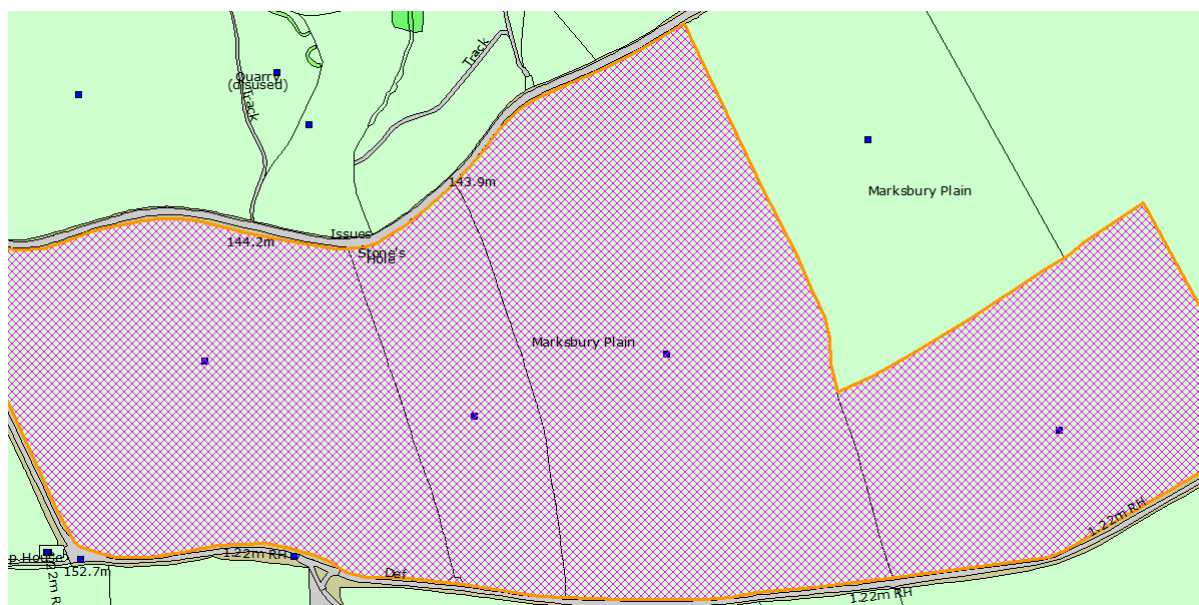 Track
Quarry
(disused)
Track
143.9m
Marksbury Plain
Issues
144.2m
Stone's
Hole
Marksbury Plain
1.22m RH
1.22m RH
p House
152.7m
Def
1.22m RH